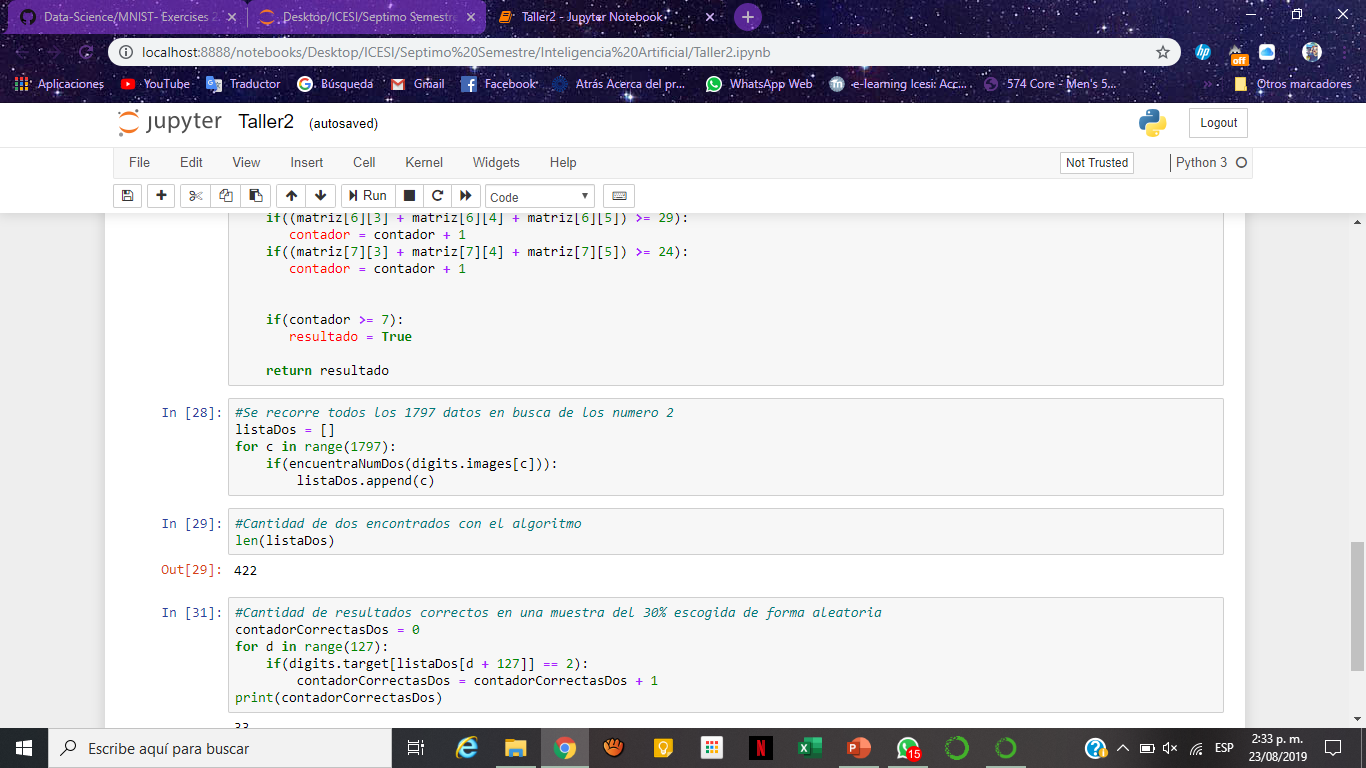 Data-Science/MNIST- Exercises 2.
Desktop/ICESI/Septimo Semestre
Taller2 - Jupyter Notebook
localhost:8888/notebooks/Desktop/ICESI/Septimo%20Semestre/Inteligencia%20Artificial/Taller2.ipynb
off
Aplicaciones YouTube Traductor Búsqueda Gmail Facebook Atrás Acerca del pr... WhatsApp Web e-learning Icesi: Acc... 574 Core - Men's 5... Otros marcadores
jupyter Taller2 (autosaved) Logout
File Edit View Insert Cell Kernel Widgets Help Not Trusted Python 3
Run Code
if((matriz[6][3] + matriz[6][4] + matriz[6][5]) >= 29):
contador = contador + 1
if((matriz[7][3] + matriz[7][4] + matriz[7][5]) >= 24):
contador = contador + 1
if(contador >= 7):
resultado = True
return resultado
In [28]: #Se recorre todos los 1797 datos en busca de los numero 2
listaDos = []
for c in range(1797):
if(encuentraNumDos(digits.images[c])):
listaDos.append(c)
In [29]: #Cantidad de dos encontrados con el algoritmo
len(listaDos)
Out[29]: 422
In [31]: #Cantidad de resultados correctos en una muestra del 30% escogida de forma aleatoria
contadorCorrectasDos = 0
for d in range(127):
if(digits.target[listaDos[d + 127]] == 2):
contadorCorrectasDos = contadorCorrectasDos + 1
print(contadorCorrectasDos)
Escribe aquí para buscar
15
ESP
2:33 p. m.
23/08/2019